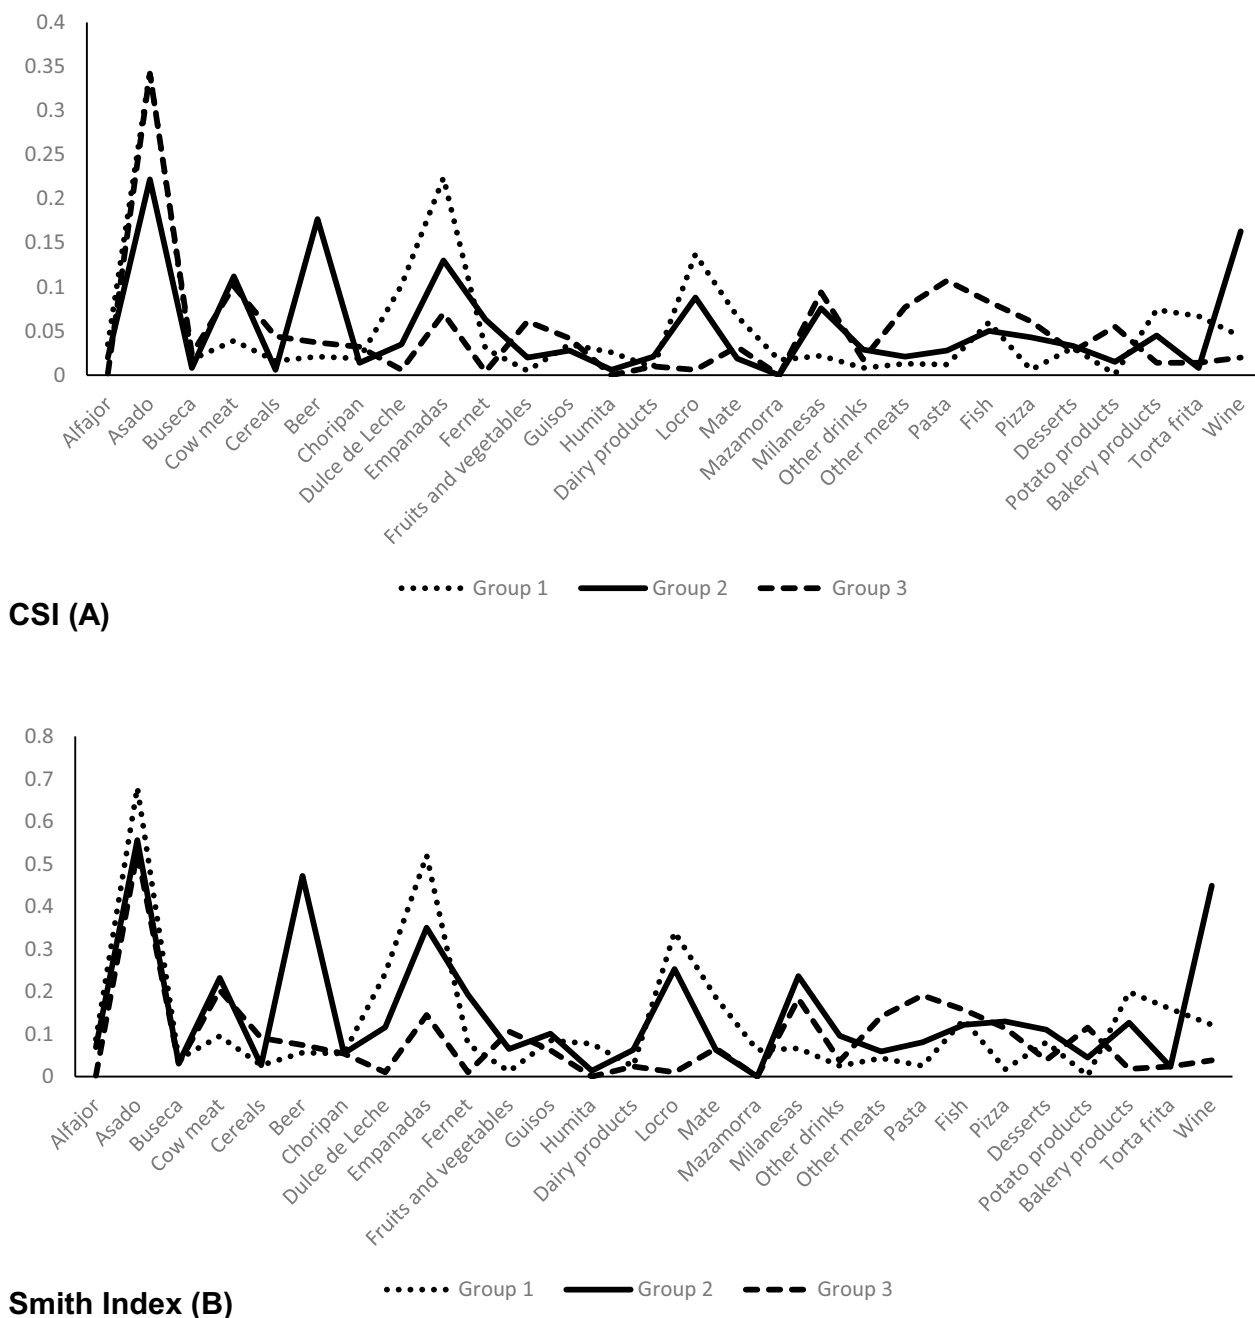 0.4
0.35
0.3
0.25
0.2
0.15
0.1
0.05
0
Alfajor
Asado
Buseca
Cow meat
Cereals
Beer
Choripan
Dulce de Leche
Empanadas
Fernet
Fruits and vegetables
Guisos
Humita
Dairy products
Locro
Mate
Mazamorra
Milanesas
Other drinks
Other meats
Pasta
Fish
Pizza
Desserts
Potato products
Bakery products
Torta frita
Wine
Group 1 Group 2 Group 3
CSI (A)
0.8
0.7
0.6
0.5
0.4
0.3
0.2
0.1
0
Alfajor
Asado
Buseca
Cow meat
Cereals
Beer
Choripan
Dulce de Leche
Empanadas
Fernet
Fruits and vegetables
Guisos
Humita
Dairy products
Locro
Mate
Mazamorra
Milanesas
Other drinks
Other meats
Pasta
Fish
Pizza
Desserts
Potato products
Bakery products
Torta frita
Wine
Group 1 Group 2 Group 3
Smith Index (B)